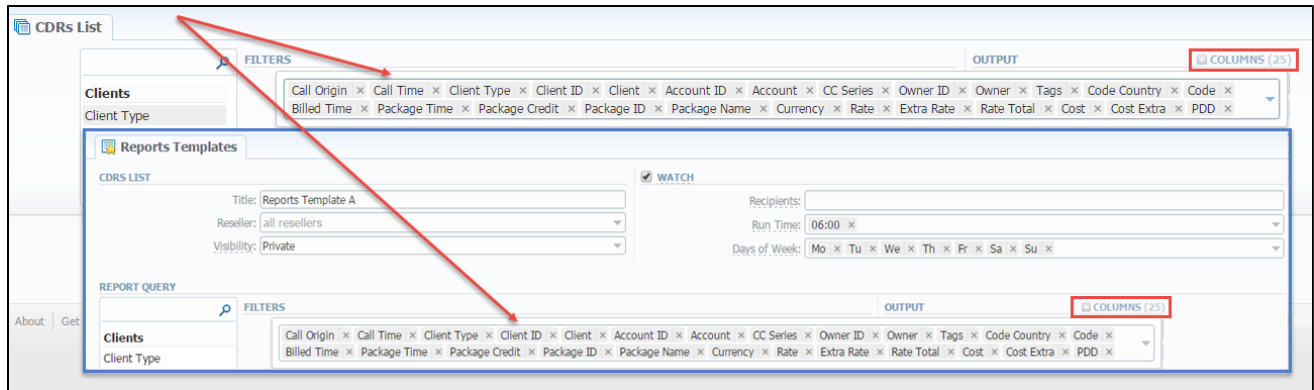 CDRs List
FILTERS OUTPUT COLUMNS (25)
Call Origin × Call Time × Client Type × Client ID × Client × Account ID × Account × CC Series × Owner ID × Owner × Tags × Code Country × Code ×
Clients
Billed Time × Package Time × Package Credit × Package ID × Package Name × Currency × Rate × Extra Rate × Rate Total × Cost × Cost Extra × PDD ×
Client Type
Reports Templates
CDRS LIST WATCH
Title: Reports Template A Recipients:
Reseller: all resellers Run Time: 06:00 ×
Visibility: Private Days of Week: Mo × Tu × We × Th × Fr × Sa × Su ×
REPORT QUERY
FILTERS OUTPUT COLUMNS (25)
About Get
Call Origin × Call Time × Client Type × Client ID × Client × Account ID × Account × CC Series × Owner ID × Owner × Tags × Code Country × Code ×
Clients
Billed Time × Package Time × Package Credit × Package ID × Package Name × Currency × Rate × Extra Rate × Rate Total × Cost × Cost Extra × PDD ×
Client Type